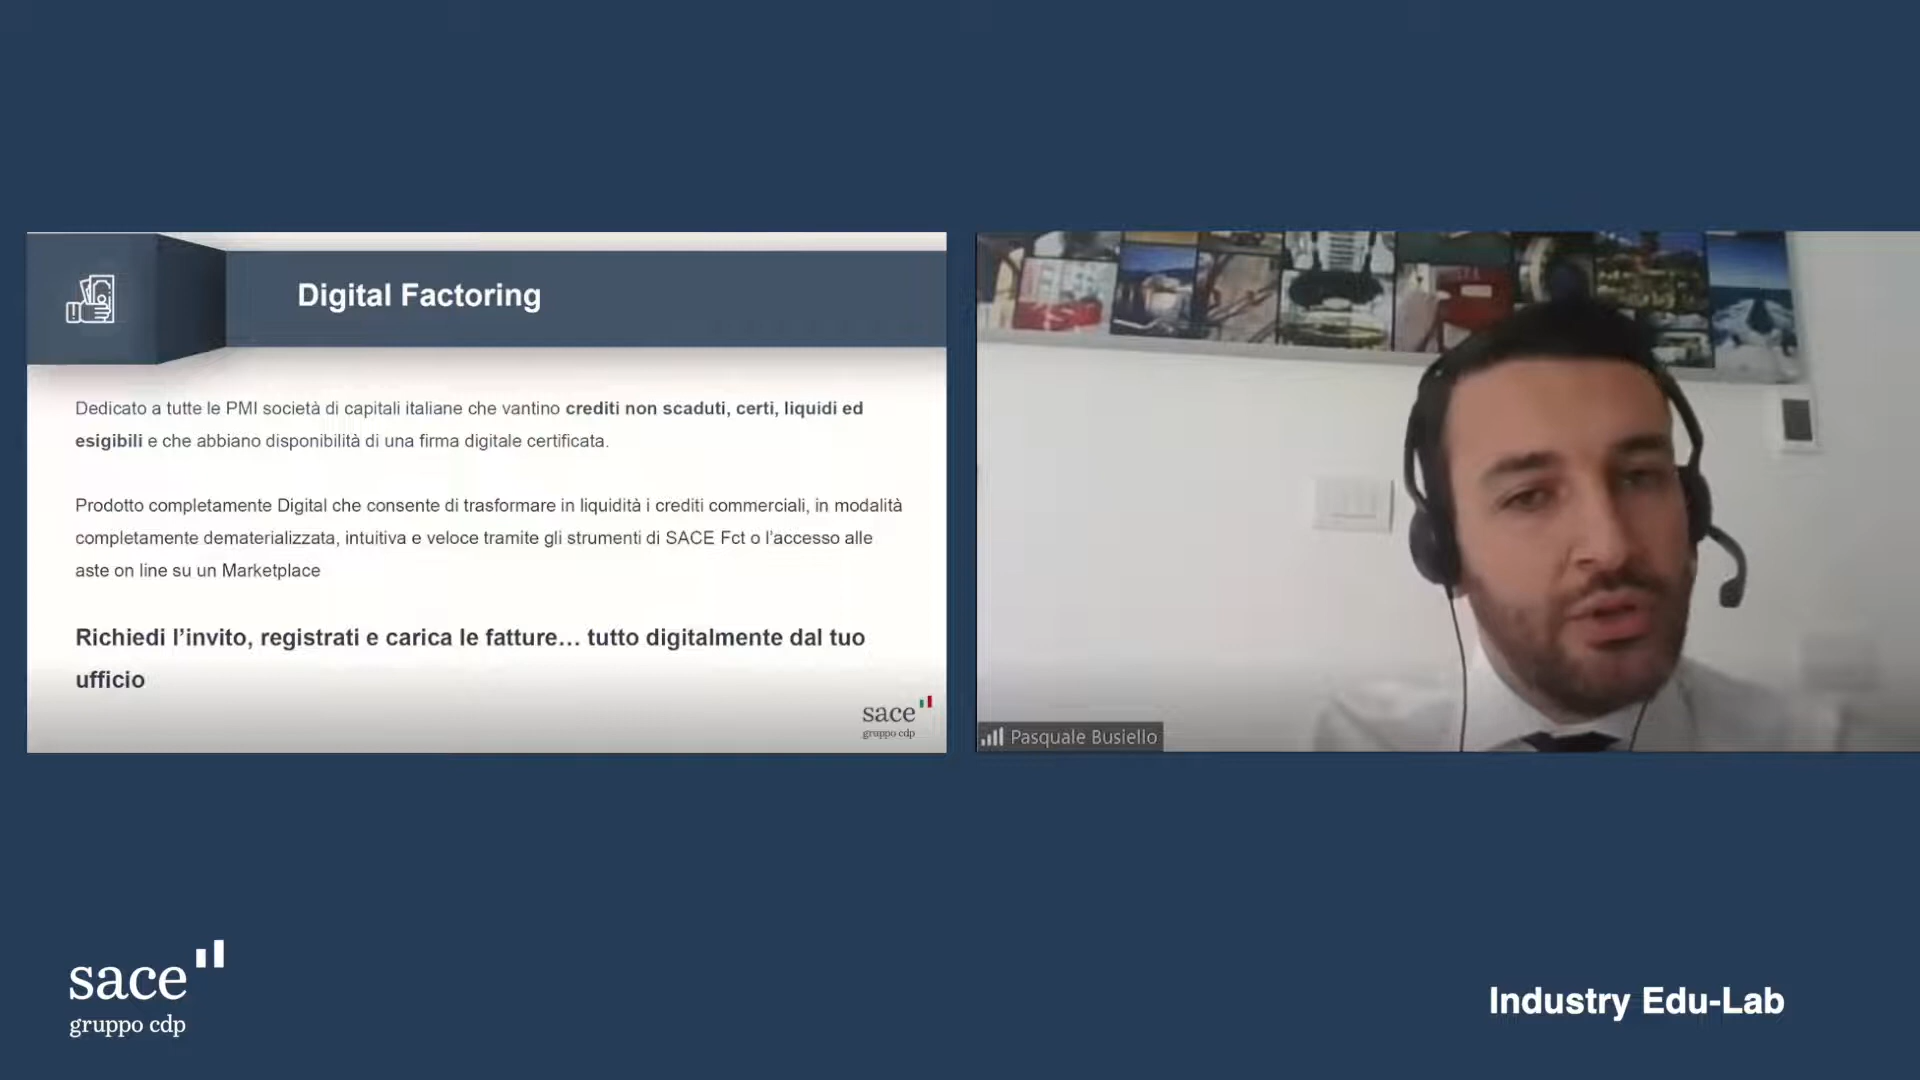 Digital Factoring
Dedicato a tutte le PMI società di capitali italiane che vantino crediti non scaduti, certi, liquidi ed
esigibili e che abbiano disponibilità di una firma digitale certificata.
Prodotto completamente Digital che consente di trasformare in liquidità i crediti commerciali, in modalità
completamente dematerializzata, intuitiva e veloce tramite gli strumenti di SACE Fct o l'accesso alle
aste on line su un Marketplace
Richiedi l'invito, registrati e carica le fatture… tutto digitalmente dal tuo
ufficio
sace
gruppo cdp
Pasquale Busiello
sace
gruppo cdp
Industry Edu-Lab